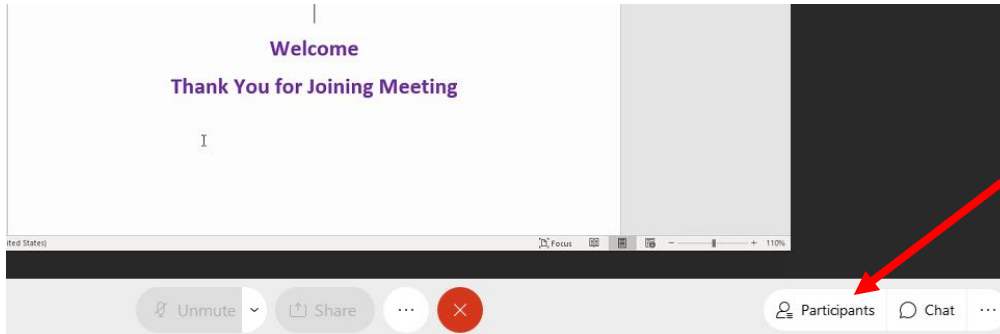 Welcome
Thank You for Joining Meeting
ited States)
Focus
110%
Unmute
Share
Participants
Chat